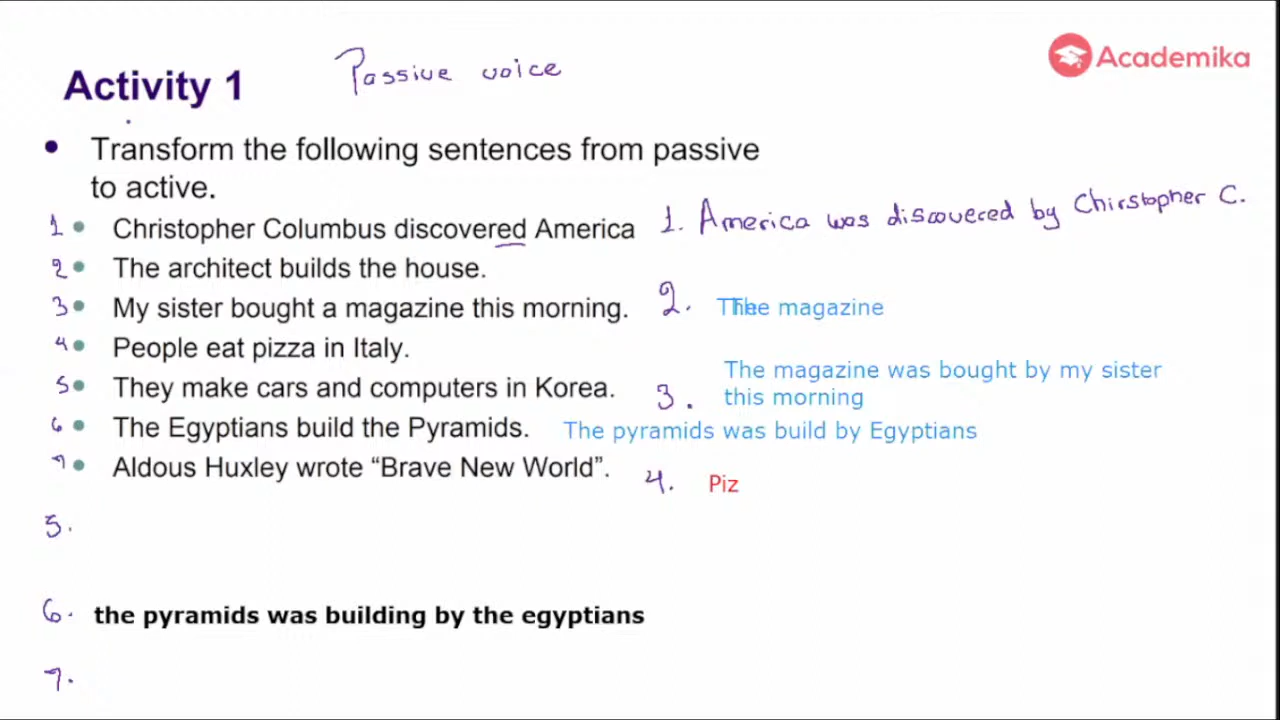 Activity 1
Passive voice
Academika
Transform the following sentences from passive
to active.
1 Christopher Columbus discovered America
1. America was discovered by Chirstopher C.
2 The architect builds the house.
3 My sister bought a magazine this morning.
2. TThe magazine
4 People eat pizza in Italy.
5 They make cars and computers in Korea.
3. The magazine was bought by my sister
this morning
6 The Egyptians build the Pyramids.
The pyramids was build by Egyptians
7 Aldous Huxley wrote “Brave New World”.
4. Piz
5.
6. the pyramids was building by the egyptians
7.